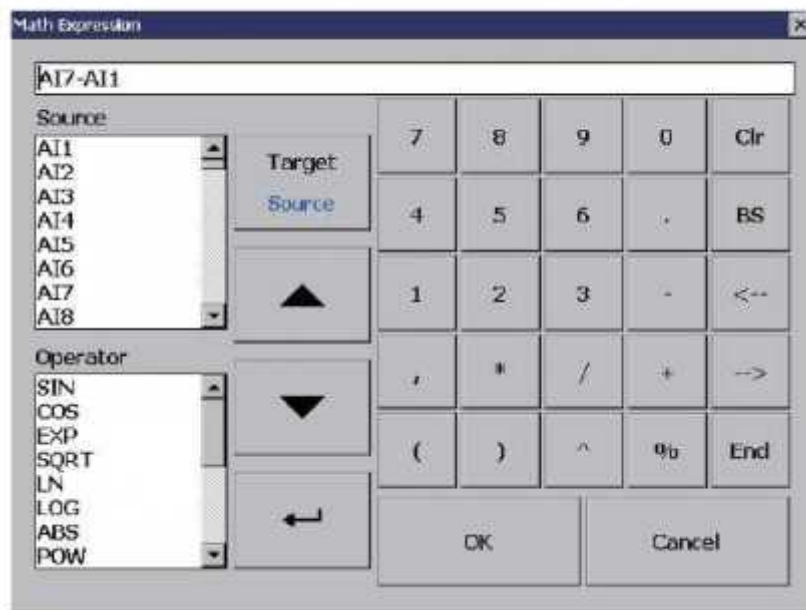 Math Expression
AI7-AI1
Source
AI1
AI2
AI3
AI4
AI5
AI6
AI7
AI8
Target
Source
Operator
SIN
COS
EXP
SQRT
LN
LOG
ABS
POW
7 8 9 0 Clr
4 5 6 . BS
1 2 3 - <--
, * / + -->
( ) ^ % End
OK Cancel